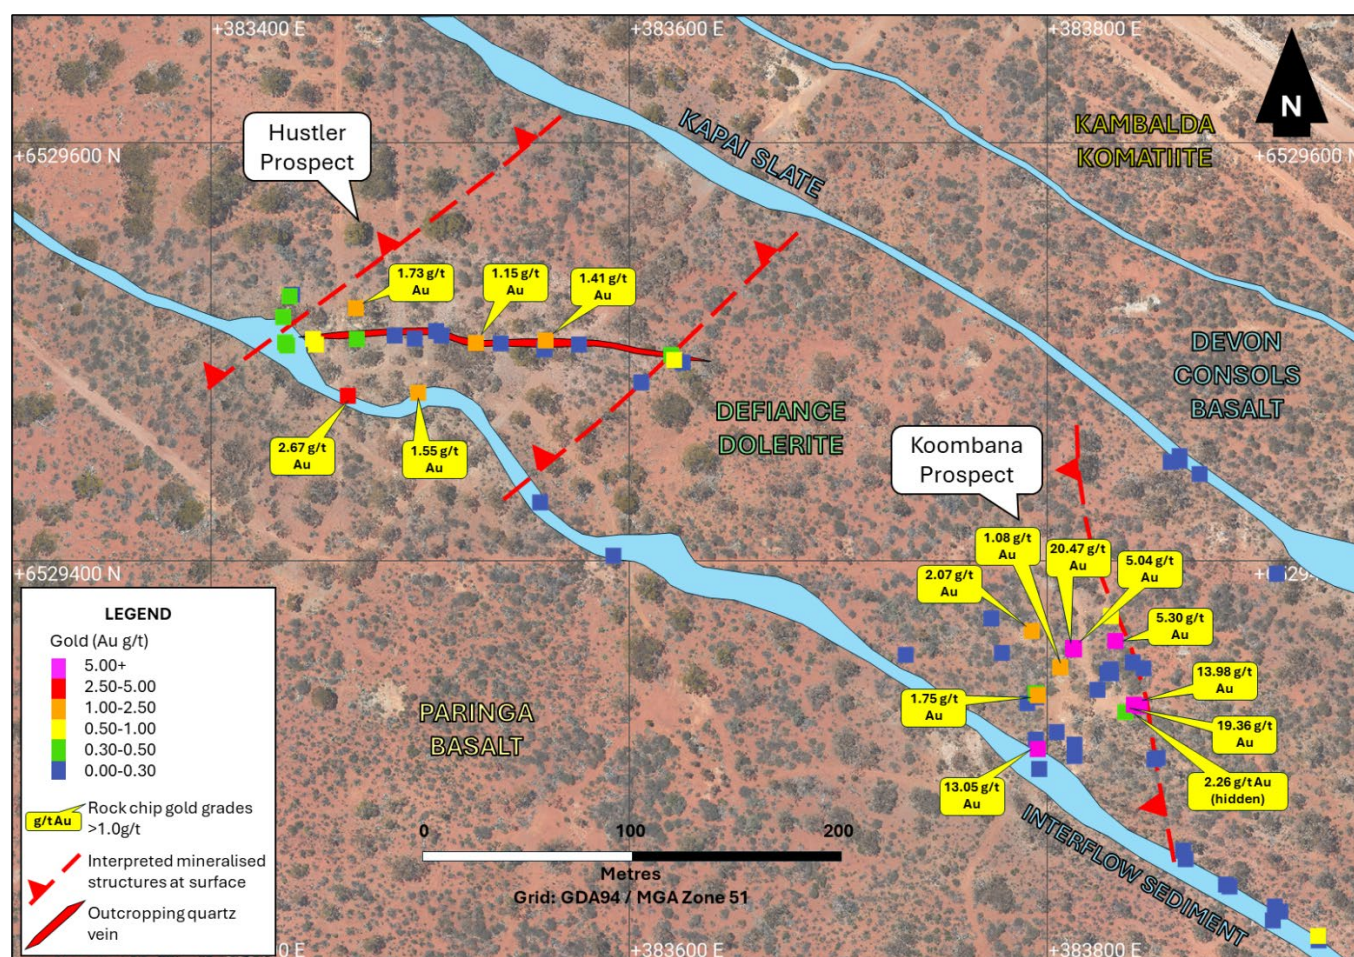 +383400 E
+383600 E
+383800 E
N
KAMBALDA
KOMATIITE
+6529600 N
+6529600 N
KAPAI SLATE
Hustler
Prospect
1.73 g/t
Au
1.15 g/t
Au
1.41 g/t
Au
DEVON
CONSOLS
BASALT
DEFIANCE
DOLERITE
2.67 g/t
Au
1.55 g/t
Au
Koombana
Prospect
+6529400 N
1.08 g/t
Au
20.47 g/t
Au
5.04 g/t
Au
2.07 g/t
Au
5.30 g/t
Au
13.98 g/t
Au
1.75 g/t
Au
19.36 g/t
Au
13.05 g/t
Au
2.26 g/t Au
(hidden)
PARINGA
BASALT
INTERFLOW SEDIMENT
LEGEND
Gold (Au g/t)
5.00+
2.50-5.00
1.00-2.50
0.50-1.00
0.30-0.50
0.00-0.30
g/t Au
Rock chip gold grades
>1.0g/t
Interpreted mineralised
structures at surface
Outcropping quartz
vein
0 100 200
Metres
Grid: GDA94 / MGA Zone 51
+383600 E
+383800 E